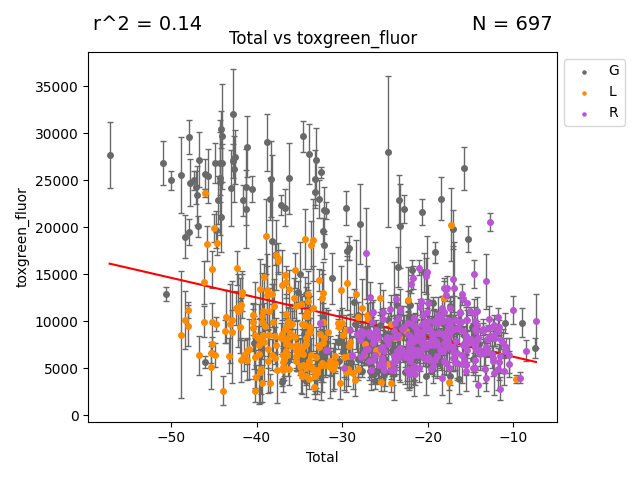 r^2 = 0.14 N = 697
Total vs toxgreen_fluor
G
L
R
35000
30000
25000
20000
15000
10000
5000
0
toxgreen_fluor
−50 −40 −30 −20 −10
Total